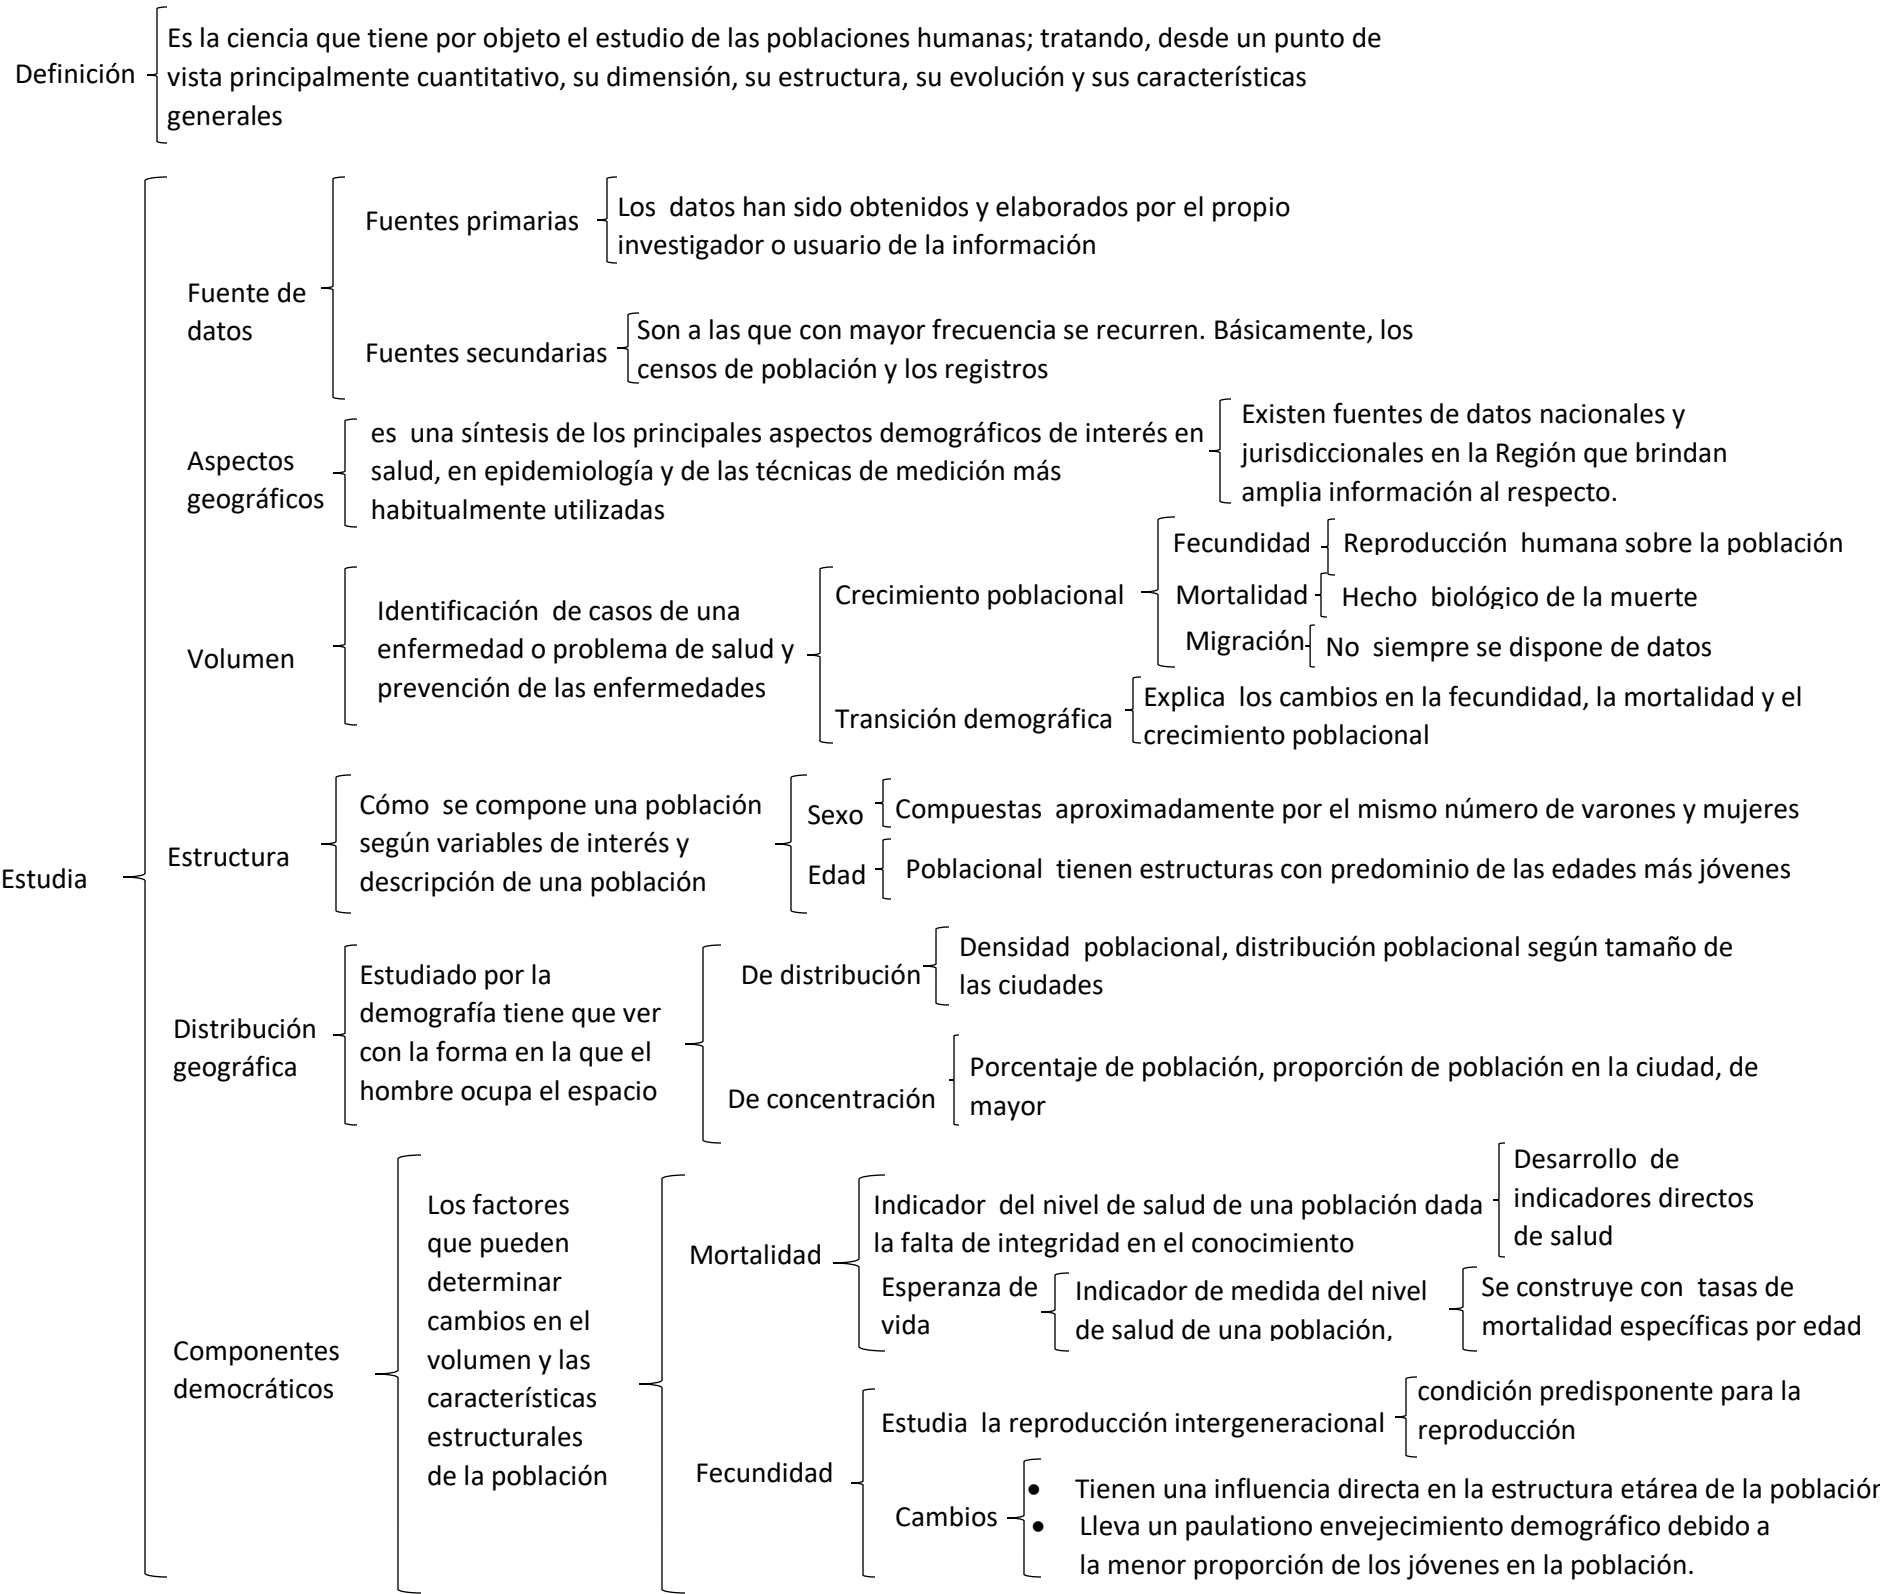 Definición
Es la ciencia que tiene por objeto el estudio de las poblaciones humanas; tratando, desde un punto de
vista principalmente cuantitativo, su dimensión, su estructura, su evolución y sus características
generales
Estudia
Fuente de
datos
Fuentes primarias
Los datos han sido obtenidos y elaborados por el propio
investigador o usuario de la información
Fuentes secundarias
Son a las que con mayor frecuencia se recurren. Básicamente, los
censos de población y los registros
Aspectos
geográficos
es una síntesis de los principales aspectos demográficos de interés en
salud, en epidemiología y de las técnicas de medición más
habitualmente utilizadas
Existen fuentes de datos nacionales y
jurisdiccionales en la Región que brindan
amplia información al respecto.
Volumen
Identificación de casos de una
enfermedad o problema de salud y
prevención de las enfermedades
Crecimiento poblacional
Fecundidad
Reproducción humana sobre la población
Mortalidad
Hecho biológico de la muerte
Migración
No siempre se dispone de datos
Transición demográfica
Explica los cambios en la fecundidad, la mortalidad y el
crecimiento poblacional
Estructura
Cómo se compone una población
según variables de interés y
descripción de una población
Sexo
Compuestas aproximadamente por el mismo número de varones y mujeres
Edad
Poblacional tienen estructuras con predominio de las edades más jóvenes
Distribución
geográfica
Estudiado por la
demografía tiene que ver
con la forma en la que el
hombre ocupa el espacio
De distribución
Densidad poblacional, distribución poblacional según tamaño de
las ciudades
De concentración
Porcentaje de población, proporción de población en la ciudad, de
mayor
Componentes
democráticos
Los factores
que pueden
determinar
cambios en el
volumen y las
características
estructurales
de la población
Mortalidad
Indicador del nivel de salud de una población dada
la falta de integridad en el conocimiento
Desarrollo de
indicadores directos
de salud
Esperanza de
vida
Indicador de medida del nivel
de salud de una población,
Se construye con tasas de
mortalidad específicas por edad
Fecundidad
Estudia la reproducción intergeneracional
condición predisponente para la
reproducción
Cambios
• Tienen una influencia directa en la estructura etárea de la población
• Lleva un paulationo envejecimiento demográfico debido a
la menor proporción de los jóvenes en la población.